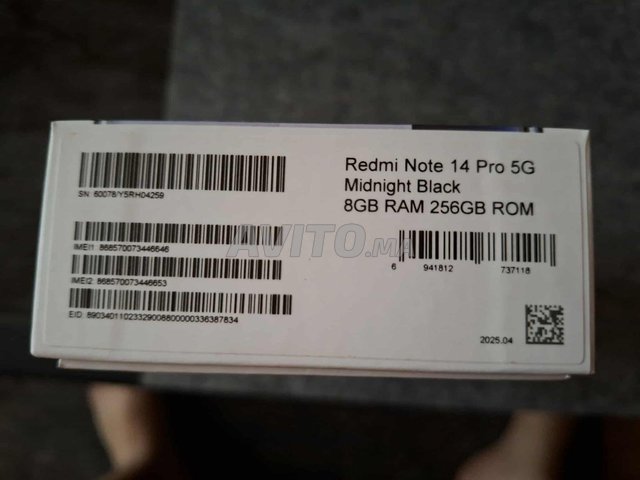 SN: 60078/Y5RH04259
Redmi Note 14 Pro 5G
Midnight Black
8GB RAM 256GB ROM
IMEI1: 868570073446646
IMEI2: 868570073446653
EID: 89034011023329008800000336387834
6 941812 737118
2025.04
AVITO.ma